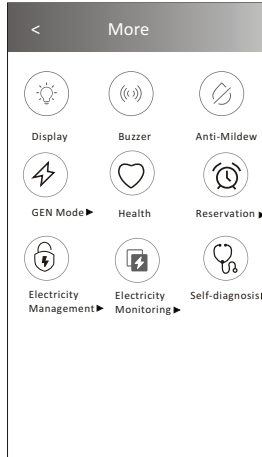 < More
Display Buzzer Anti-Mildew
GEN Mode▶ Health Reservation ▶
Electricity Electricity Self-diagnosis▶
Management▶ Monitoring▶